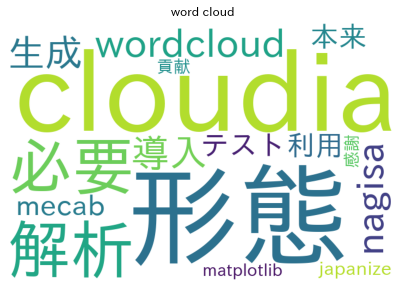 word cloud
生成
wordcloud
本来
貢献
cloudia
必要
導入
テスト
利用
感謝
形態
nagisa
mecab
解析
matplotlib
japanize